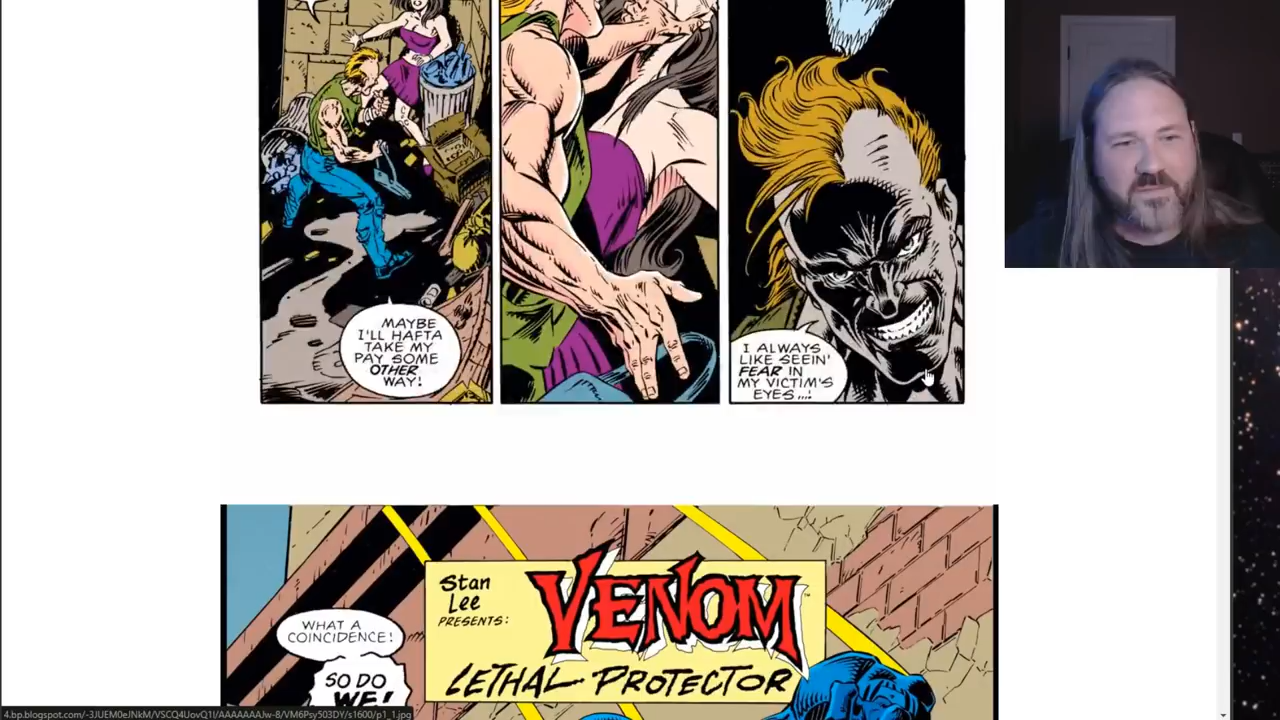 MAYBE
I'LL HAFTA
TAKE MY
PAY SOME
OTHER
WAY!
I ALWAYS
LIKE SEEIN'
FEAR IN
MY VICTIM'S
EYES...!
Stan
Lee
PRESENTS:
VENOM
LETHAL PROTECTOR
WHAT A
COINCIDENCE!
SO DO
WE!